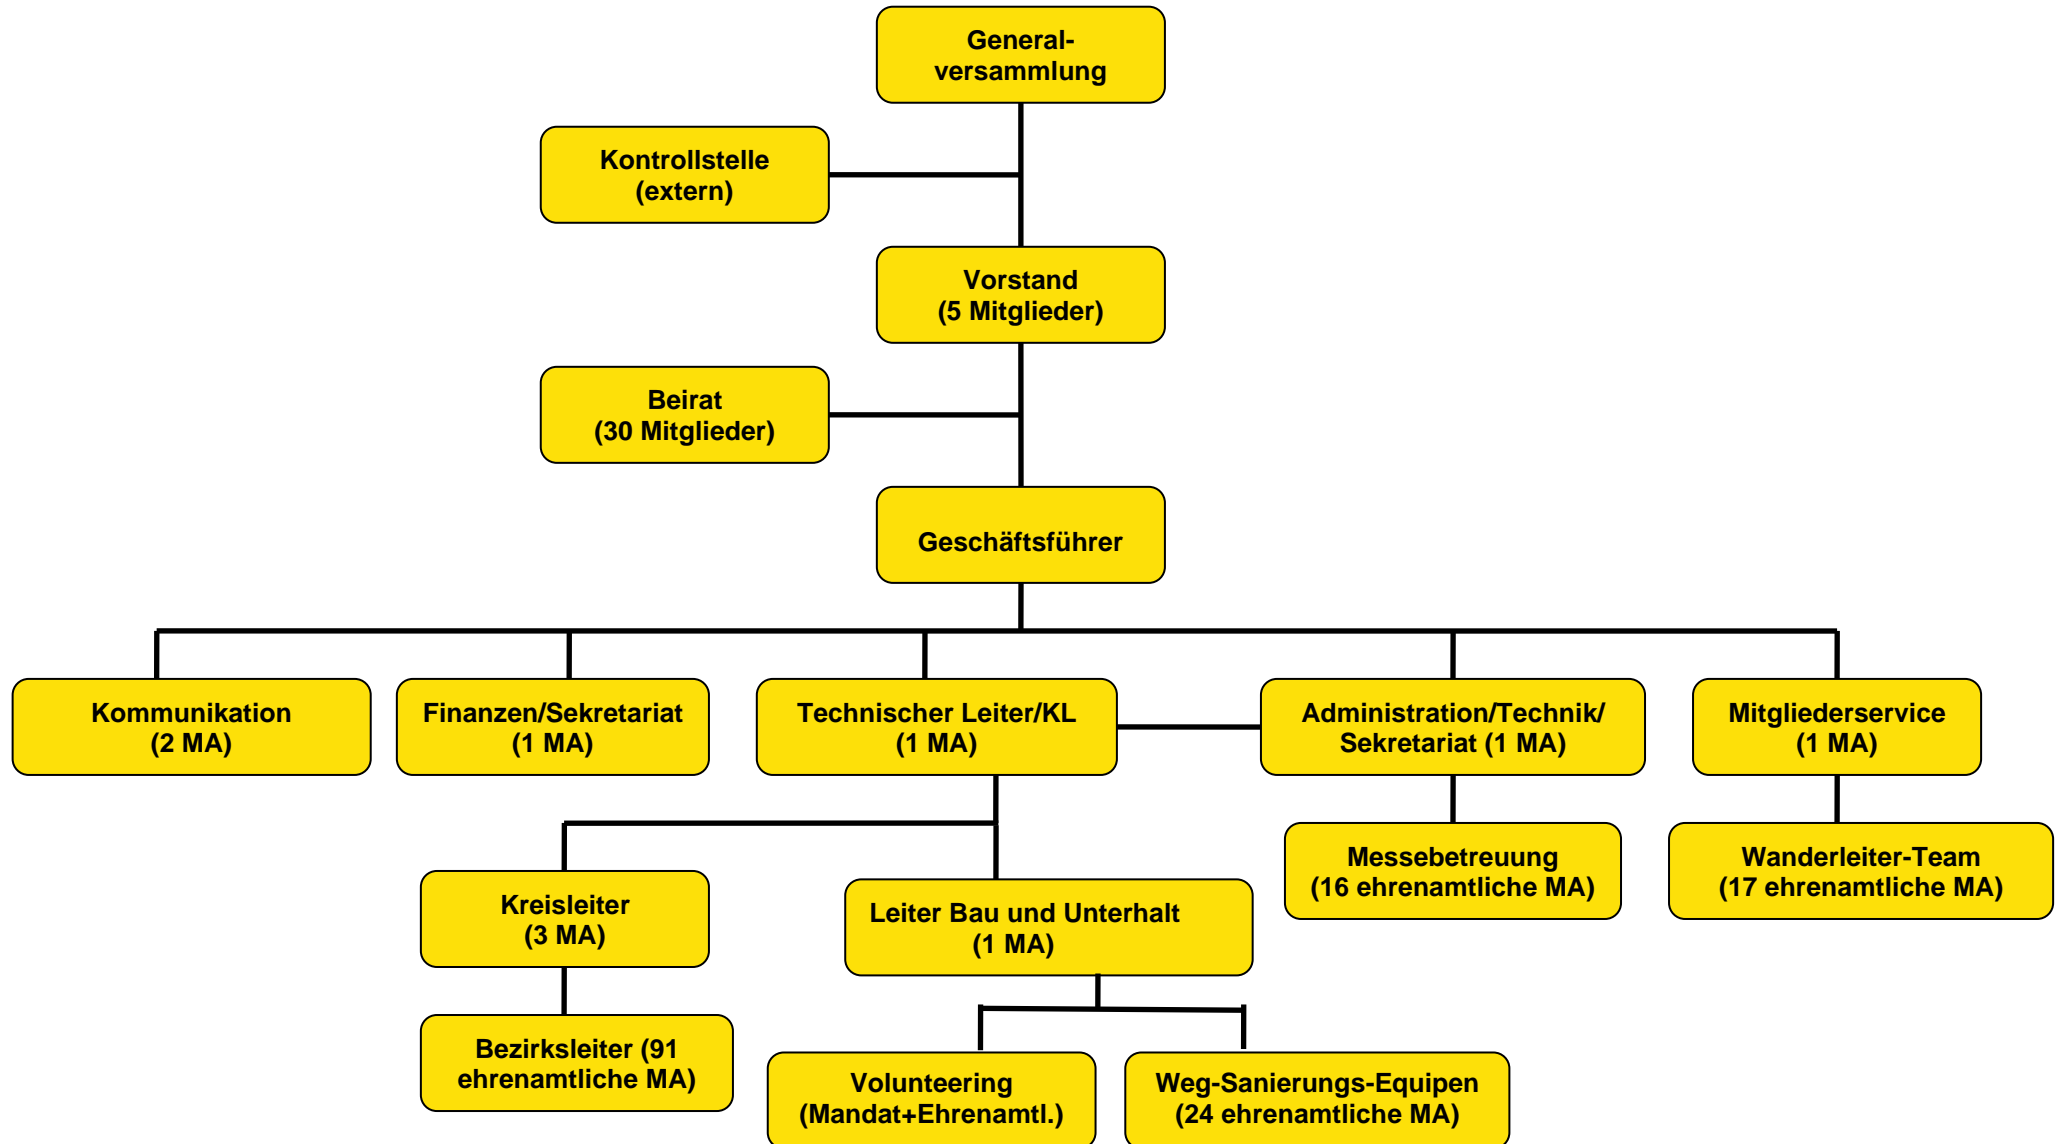 General-
versammlung
Kontrollstelle
(extern)
Vorstand
(5 Mitglieder)
Beirat
(30 Mitglieder)
Geschäftsführer
Kommunikation
(2 MA)
Finanzen/Sekretariat
(1 MA)
Technischer Leiter/KL
(1 MA)
Administration/Technik/
Sekretariat (1 MA)
Mitgliederservice
(1 MA)
Messebetreuung
(16 ehrenamtliche MA)
Wanderleiter-Team
(17 ehrenamtliche MA)
Kreisleiter
(3 MA)
Leiter Bau und Unterhalt
(1 MA)
Bezirksleiter (91
ehrenamtliche MA)
Volunteering
(Mandat+Ehrenamtl.)
Weg-Sanierungs-Equipen
(24 ehrenamtliche MA)